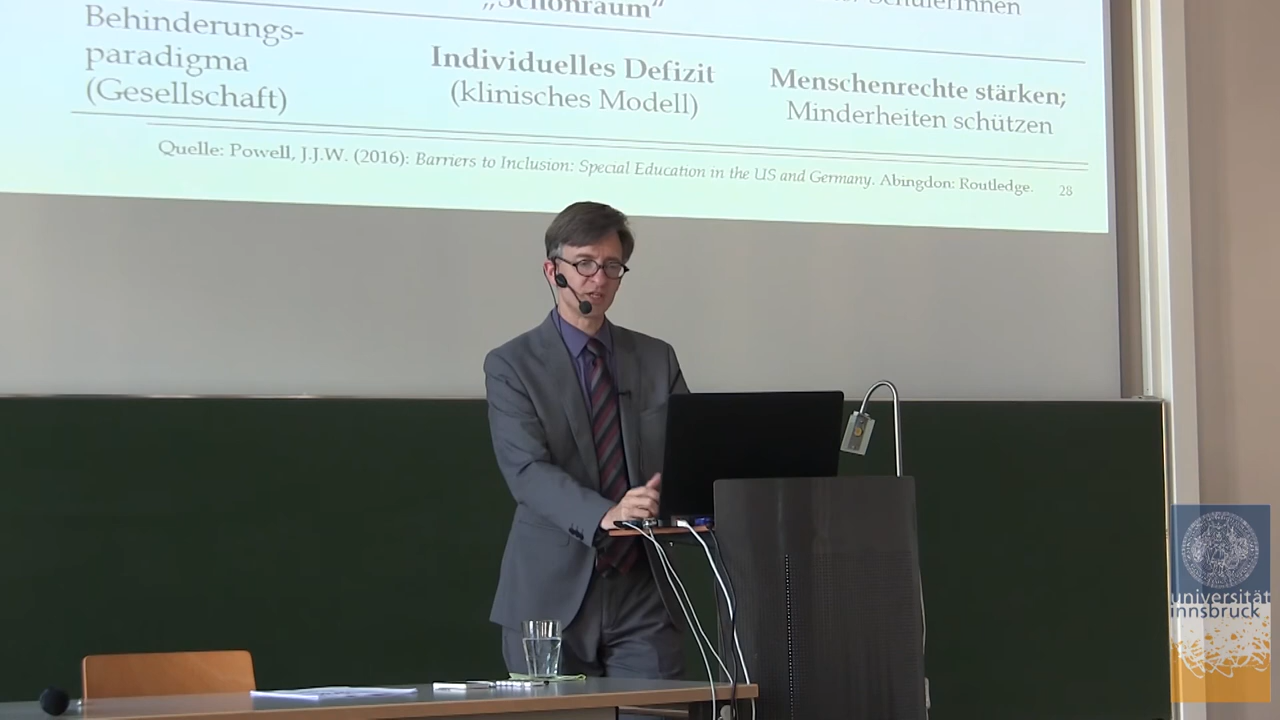 „Schonraum“
SchülerInnen
Behinderungs-
paradigma
(Gesellschaft)
Individuelles Defizit
(klinisches Modell)
Menschenrechte stärken;
Minderheiten schützen
Quelle: Powell, J.J.W. (2016): Barriers to Inclusion: Special Education in the US and Germany. Abingdon: Routledge.
28
universität
innsbruck